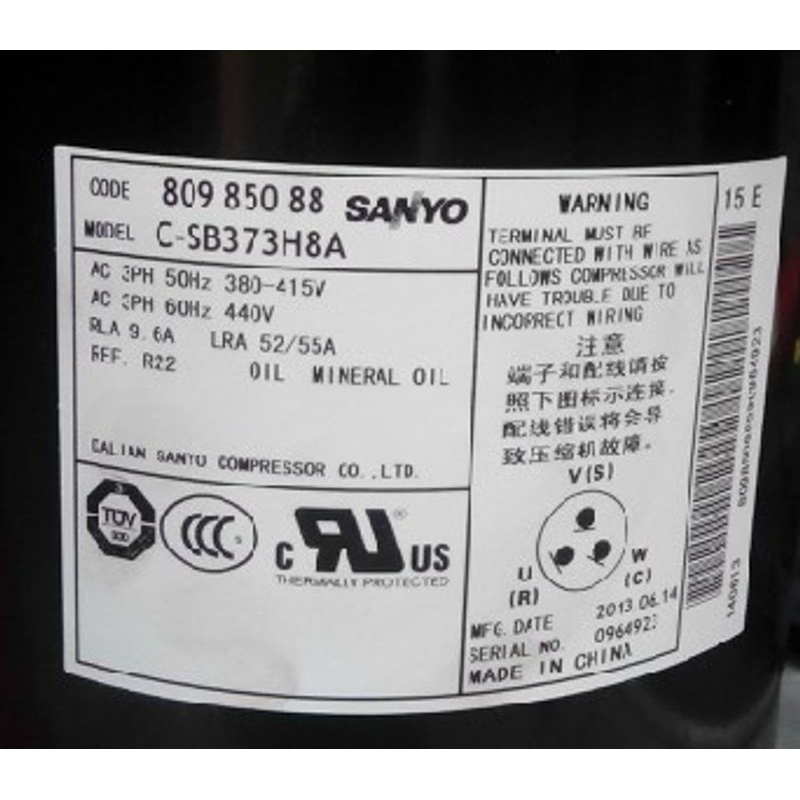 CODE 809 850 88 SANYO
MODEL C-SB373H8A
AC 3PH 50Hz 380-415V
AC 3PH 60Hz 440V
RLA 9.6A LRA 52/55A
REF. R22 OIL MINERAL OIL
DALIAN SANYO COMPRESSOR CO.,LTD.
TÜV
CCC S
c RU ® US
THERMALLY PROTECTED
WARNING
TERMINAL MUST BE
CONNECTED WITH WIRE AS
FOLLOWS COMPRESSOR WILL
HAVE TROUBLE DUE TO
INCORRECT WIRING
注意
端子和配线请按
照下图标示连接.
配线错误将会导
致压缩机故障。
V(S)
U
(R)
W
(C)
MFG. DATE 2013.06.14
SERIAL NO. 0964923
MADE IN CHINA
15 E
140613